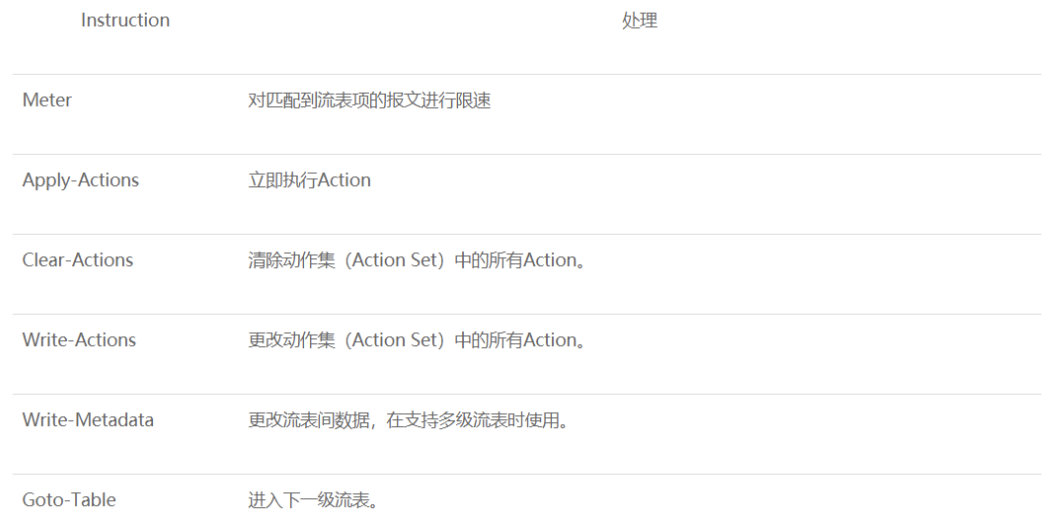 Instruction 处理
Meter 对匹配到流表项的报文进行限速
Apply-Actions 立即执行Action
Clear-Actions 清除动作集（Action Set）中的所有Action。
Write-Actions 更改动作集（Action Set）中的所有Action。
Write-Metadata 更改流表间数据，在支持多级流表时使用。
Goto-Table 进入下一级流表。